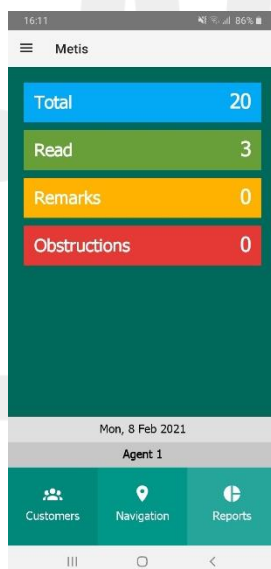 16:11 86%
Metis
Total 20
Read 3
Remarks 0
Obstructions 0
Mon, 8 Feb 2021
Agent 1
Customers Navigation Reports